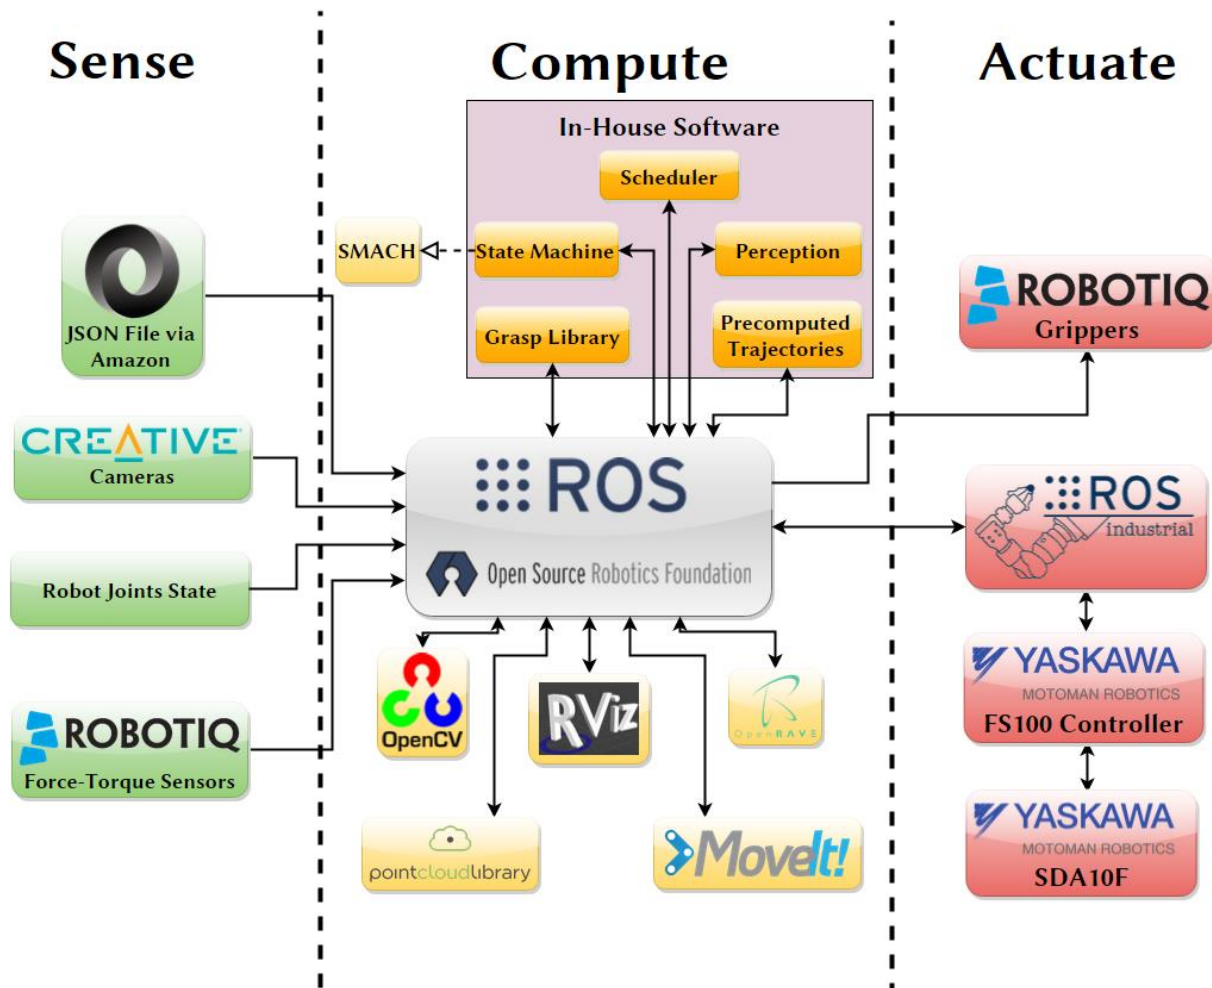 Sense
Compute
Actuate
In-House Software
Scheduler
SMACH
State Machine
Perception
Grasp Library
Precomputed
Trajectories
JSON File via
Amazon
CREATIVE
Cameras
Robot Joints State
ROBOTIQ
Force-Torque Sensors
ROS
Open Source Robotics Foundation
OpenCV
RViz
OpenRAVE
pointcloudlibrary
MoveIt!
ROBOTIQ
Grippers
ROS
industrial
YASKAWA
MOTOMAN ROBOTICS
FS100 Controller
YASKAWA
MOTOMAN ROBOTICS
SDA10F